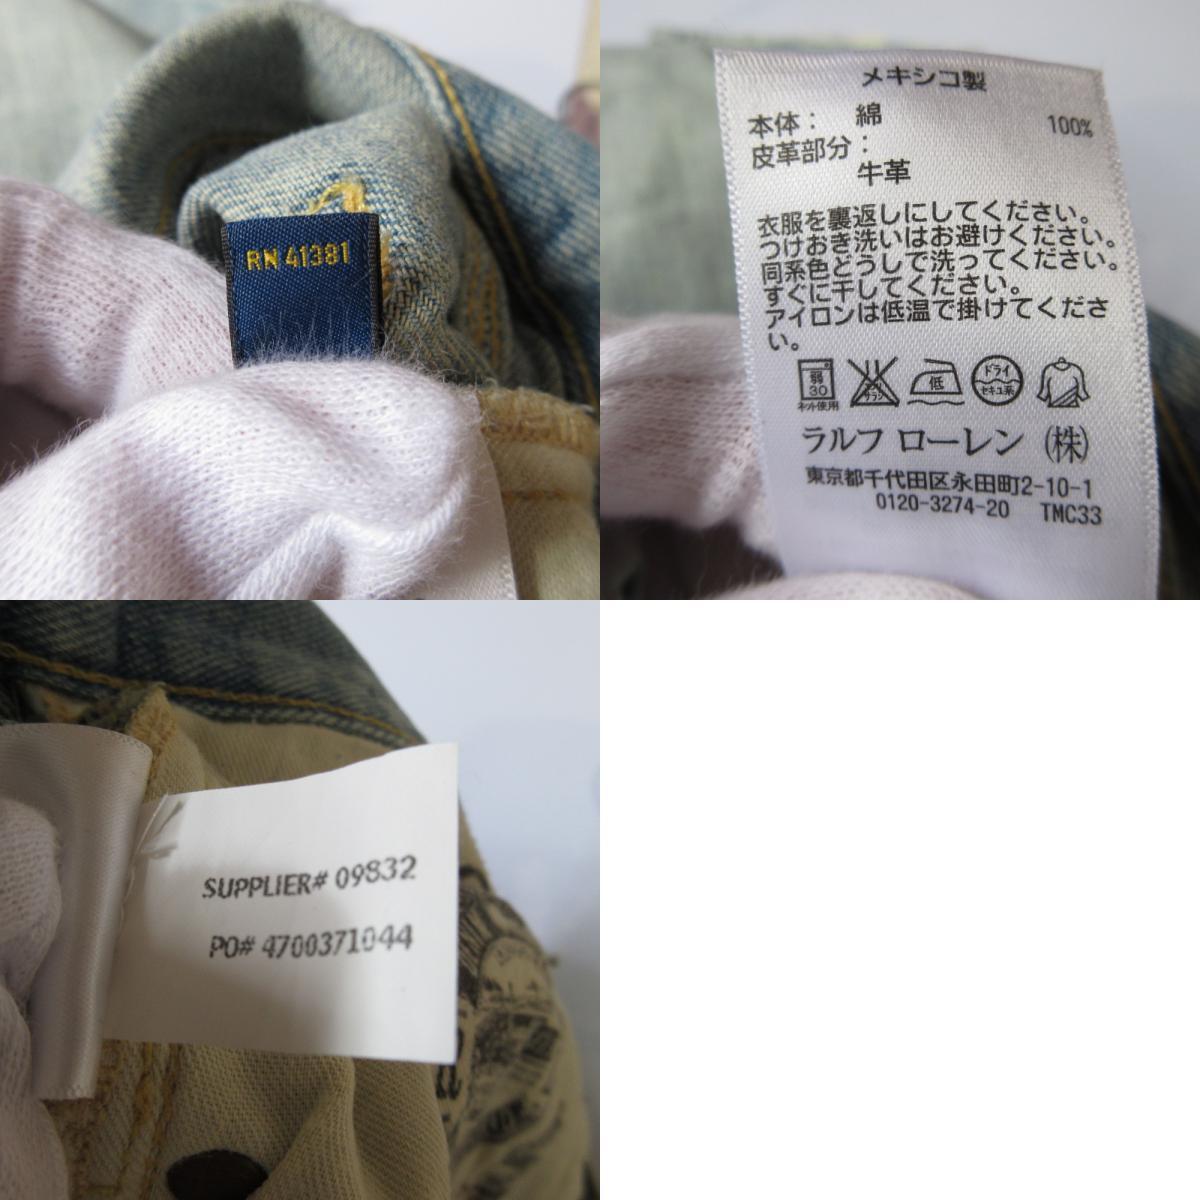 RN 41381
メキシコ製
本体： 綿 100%
皮革部分：
牛革
衣服を裏返しにしてください。
つけおき洗いはお避けください。
同系色どうしで洗ってください。
すぐに干してください。
アイロンは低温で掛けてくださ
い。
弱
30
ネット使用
低
ドライ
セキユ系
ラルフ ローレン (株)
東京都千代田区永田町2-10-1
0120-3274-20 TMC33
SUPPLIER# 09832
PO# 4700371044